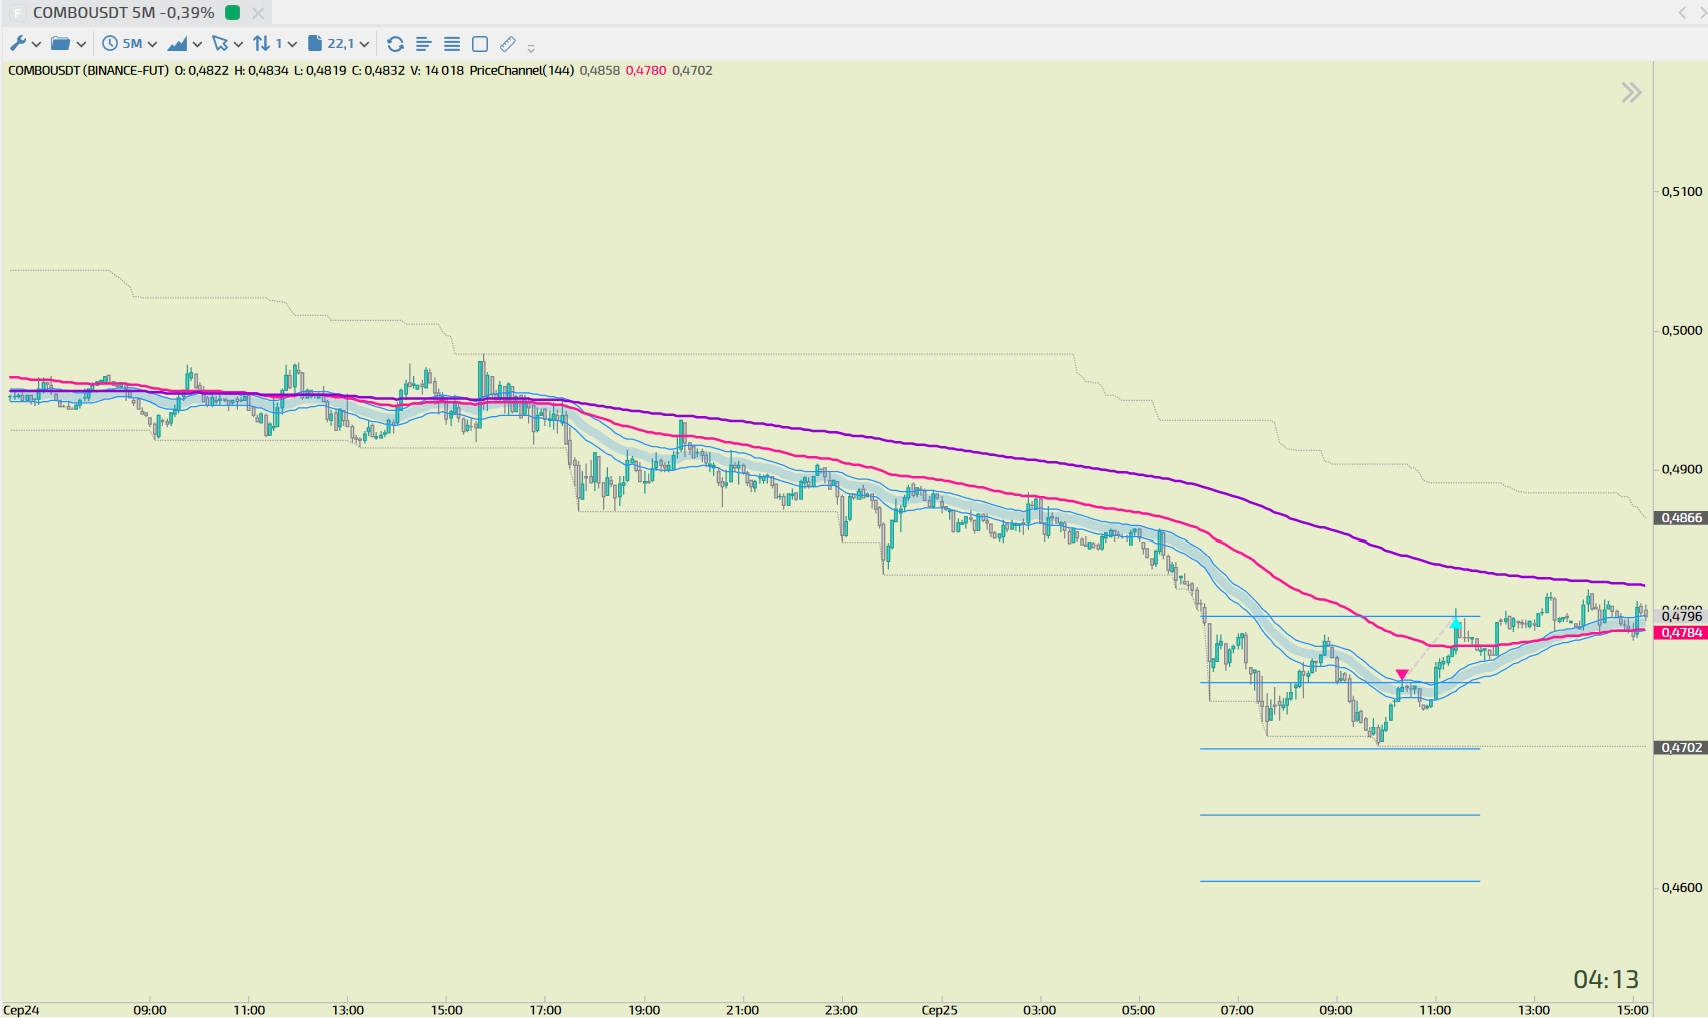 F COMBOUSDT 5M -0,39%
5M 1 22,1
COMBOUSDT (BINANCE-FUT) O: 0,4822 H: 0,4834 L: 0,4819 C: 0,4832 V: 14 018 PriceChannel(144) 0,4858 0,4780 0,4702
0,5100
0,5000
0,4900
0,4866
0,4796
0,4784
0,4702
0,4600
04:13
Сер24 09:00 11:00 13:00 15:00 17:00 19:00 21:00 23:00 Сер25 03:00 05:00 07:00 09:00 11:00 13:00 15:00